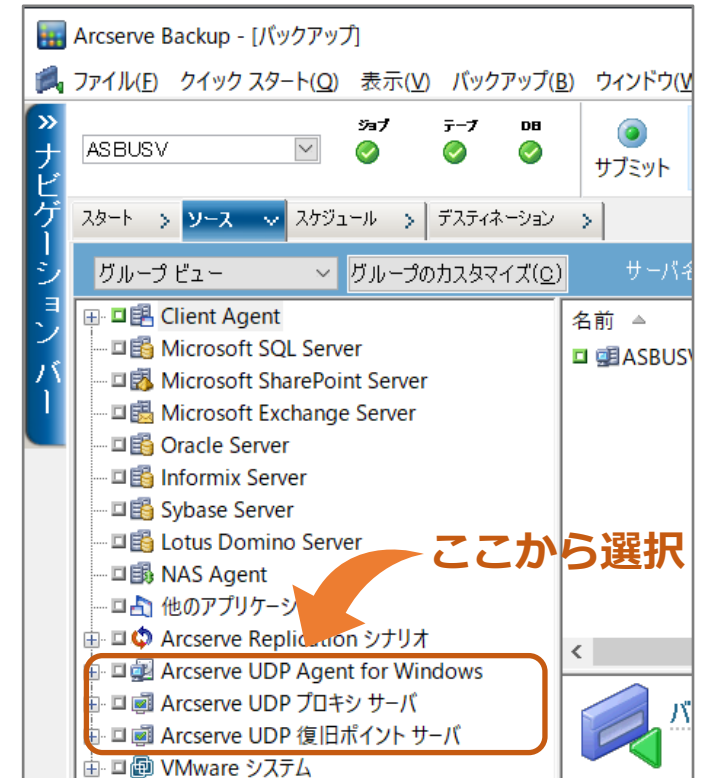 Arcserve Backup - [バックアップ]
ファイル(F) クイック スタート(Q) 表示(V) バックアップ(B) ウィンドウ(W
ナビゲーション バー
ASBUSV
ジョブ テープ DB
サブミット
スタート ソース スケジュール デスティネーション
グループ ビュー グループのカスタマイズ(C) サーバ名
Client Agent
Microsoft SQL Server
Microsoft SharePoint Server
Microsoft Exchange Server
Oracle Server
Informix Server
Sybase Server
Lotus Domino Server
NAS Agent
他のアプリケーシ
Arcserve Replication シナリオ
Arcserve UDP Agent for Windows
Arcserve UDP プロキシ サーバ
Arcserve UDP 復旧ポイント サーバ
VMware システム
名前
ASBUSV
ここから選択
バ